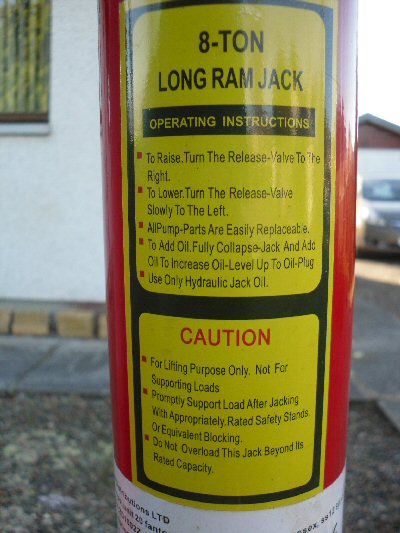 8-TON
LONG RAM JACK
OPERATING INSTRUCTIONS
To Raise.Turn The Release-Valve To The
Right.
To Lower.Turn The Release-Valve
Slowly To The Left.
AllPump-Parts Are Easily Replaceable.
To Add Oil.Fully Collapse-Jack And Add
Oil To Increase Oil-Level Up To Oil-Plug
Use Only Hydraulic Jack Oil.
CAUTION
For Lifting Purpose Only, Not For
Supporting Loads
Promptly Support Load After Jacking
With Appropriately.Rated Safety Stands.
Or Equivalent Blocking.
Do Not Overload This Jack Beyond Its
Rated Capacity.
LTD